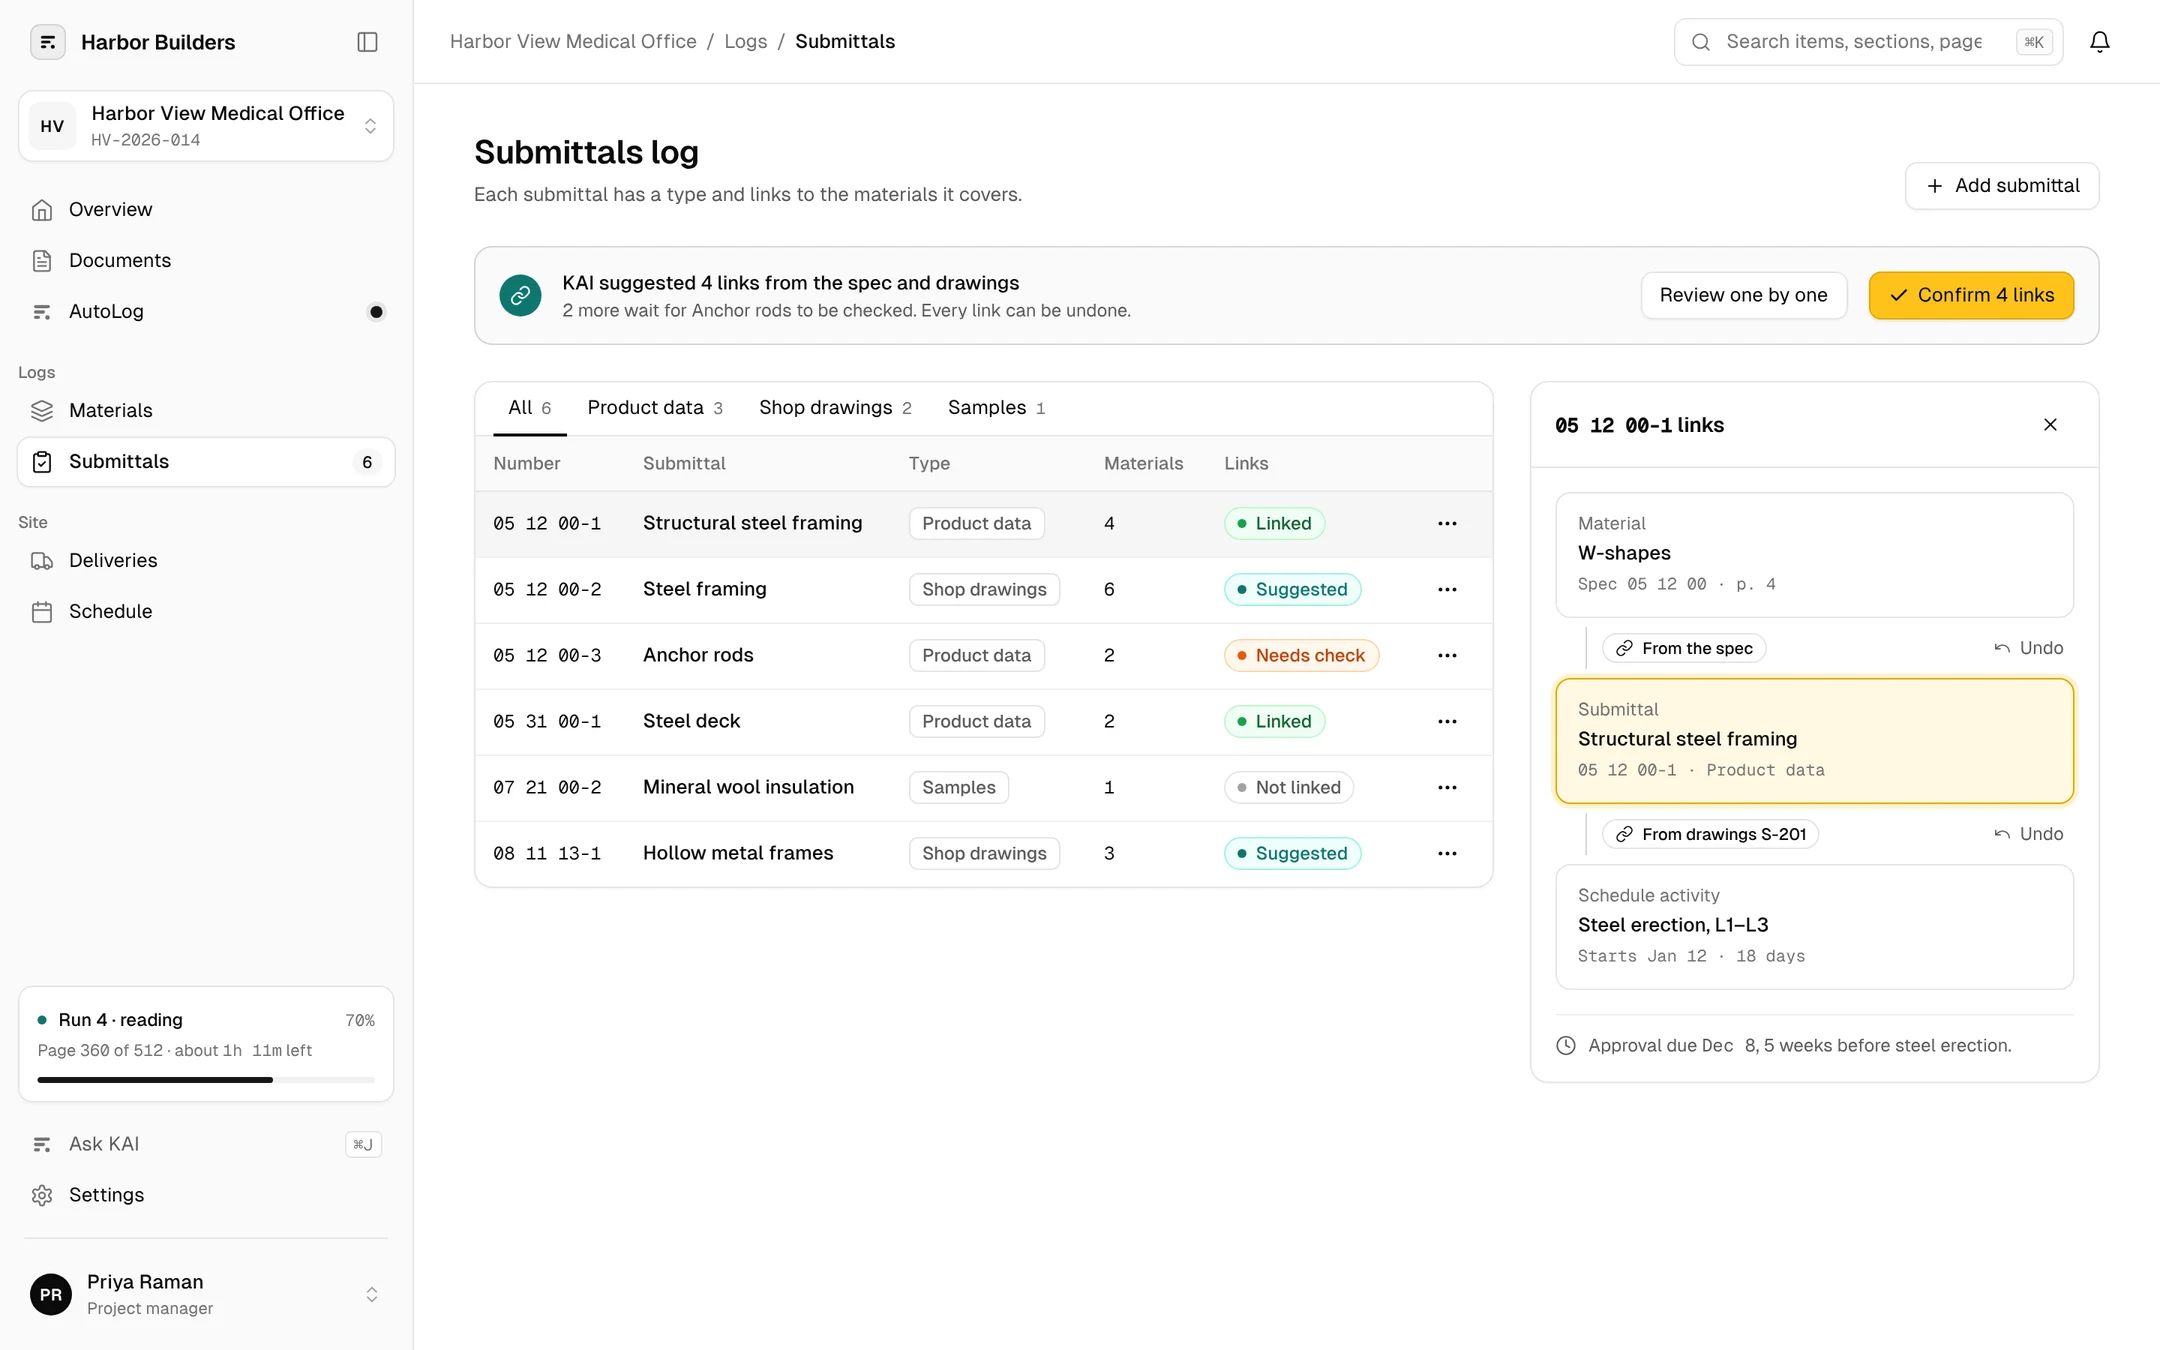 Harbor Builders
HV
Harbor View Medical Office
HV-2026-014
Overview
Documents
AutoLog
Logs
Materials
Submittals 6
Site
Deliveries
Schedule
Run 4 · reading 70%
Page 360 of 512 · about 1h 11m left
Ask KAI ⌘J
Settings
PR
Priya Raman
Project manager
Harbor View Medical Office / Logs / Submittals
Search items, sections, page ⌘K
Submittals log
Each submittal has a type and links to the materials it covers.
Add submittal
KAI suggested 4 links from the spec and drawings
2 more wait for Anchor rods to be checked. Every link can be undone.
Review one by one
Confirm 4 links
All 6 Product data 3 Shop drawings 2 Samples 1
Number Submittal Type Materials Links
05 12 00-1 Structural steel framing Product data 4 Linked
05 12 00-2 Steel framing Shop drawings 6 Suggested
05 12 00-3 Anchor rods Product data 2 Needs check
05 31 00-1 Steel deck Product data 2 Linked
07 21 00-2 Mineral wool insulation Samples 1 Not linked
08 11 13-1 Hollow metal frames Shop drawings 3 Suggested
05 12 00-1 links
Material
W-shapes
Spec 05 12 00 · p. 4
From the spec Undo
Submittal
Structural steel framing
05 12 00-1 · Product data
From drawings S-201 Undo
Schedule activity
Steel erection, L1–L3
Starts Jan 12 · 18 days
Approval due Dec 8, 5 weeks before steel erection.